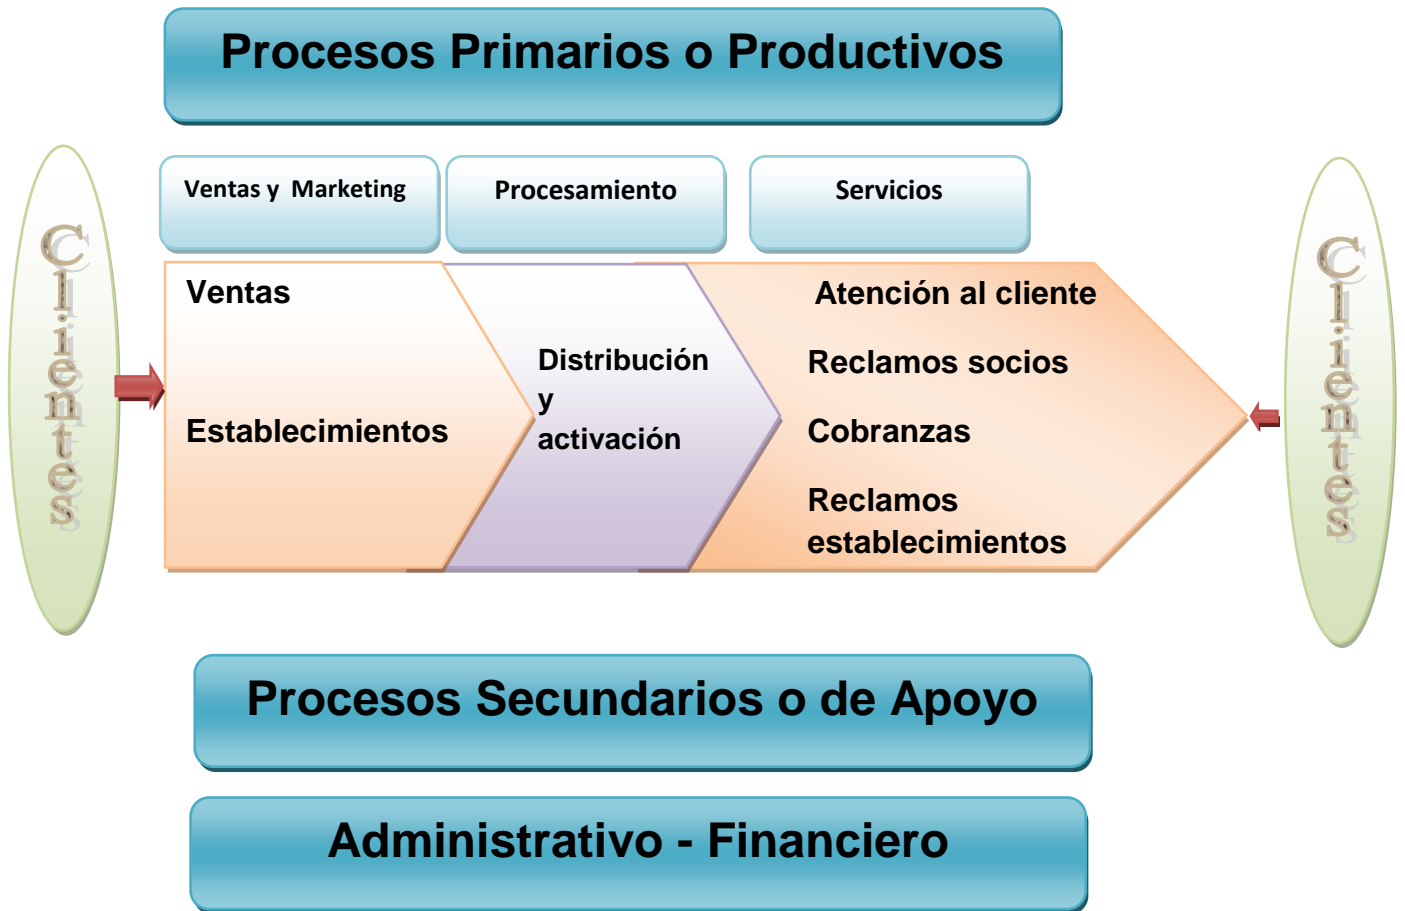 Procesos Primarios o Productivos
Ventas y Marketing
Procesamiento
Servicios
Clientes
Ventas
Establecimientos
Distribución
y
activación
Atención al cliente
Reclamos socios
Cobranzas
Reclamos
establecimientos
Clientes
Procesos Secundarios o de Apoyo
Administrativo - Financiero